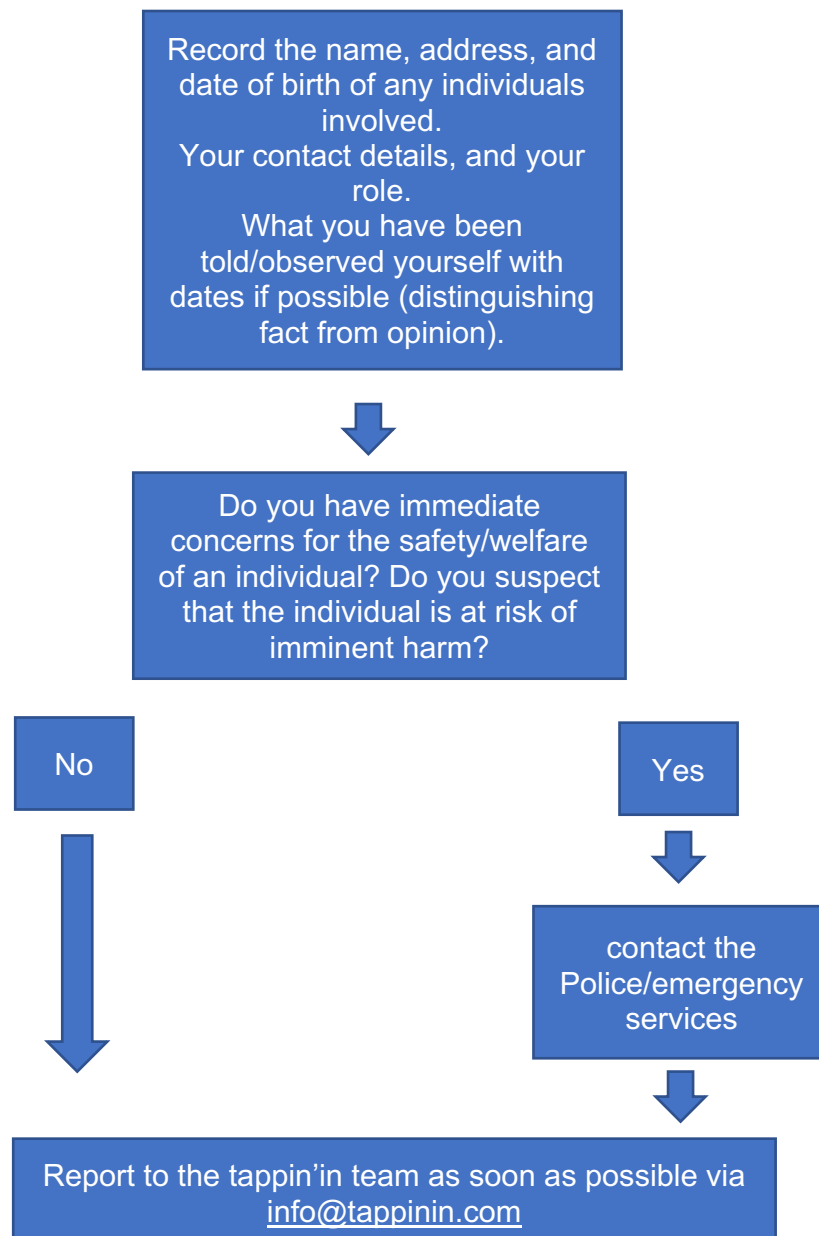 Record the name, address, and
date of birth of any individuals
involved.
Your contact details, and your
role.
What you have been
told/observed yourself with
dates if possible (distinguishing
fact from opinion).
Do you have immediate
concerns for the safety/welfare
of an individual? Do you suspect
that the individual is at risk of
imminent harm?
No
Yes
contact the
Police/emergency
services
Report to the tappin’in team as soon as possible via
info@tappinin.com